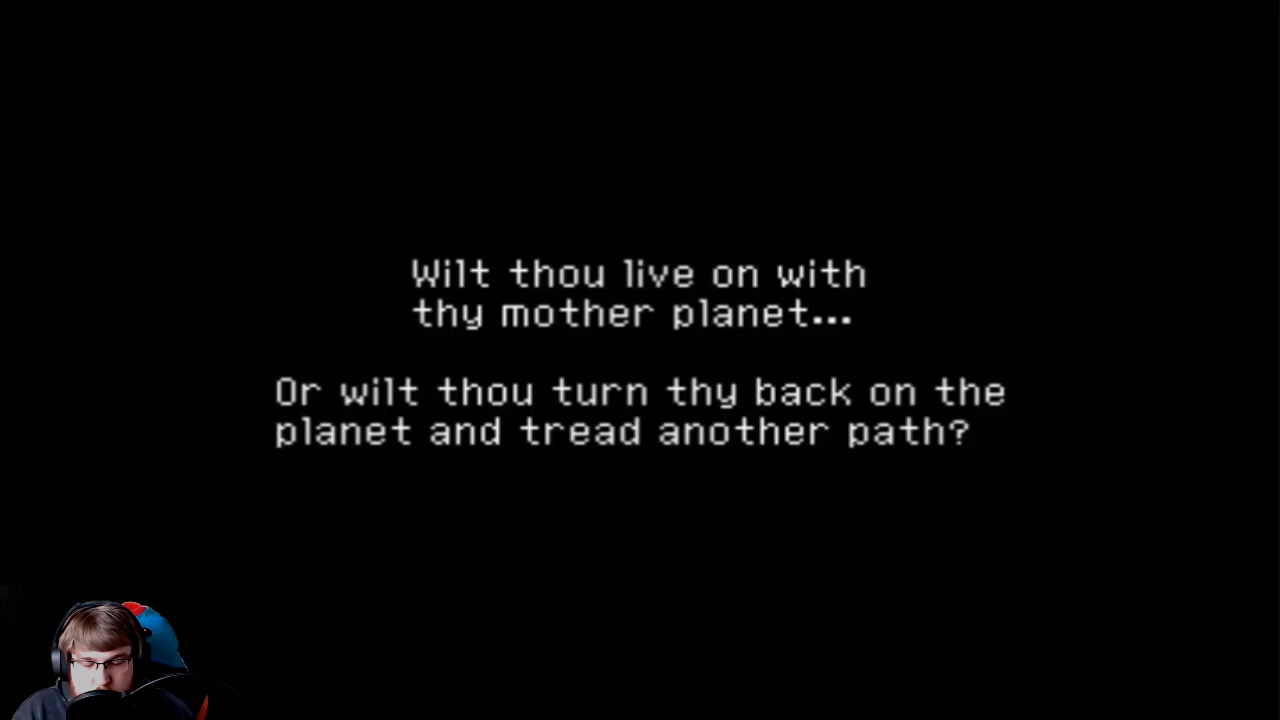 Wilt thou live on with
thy mother planet...
Or wilt thou turn thy back on the
planet and tread another path?